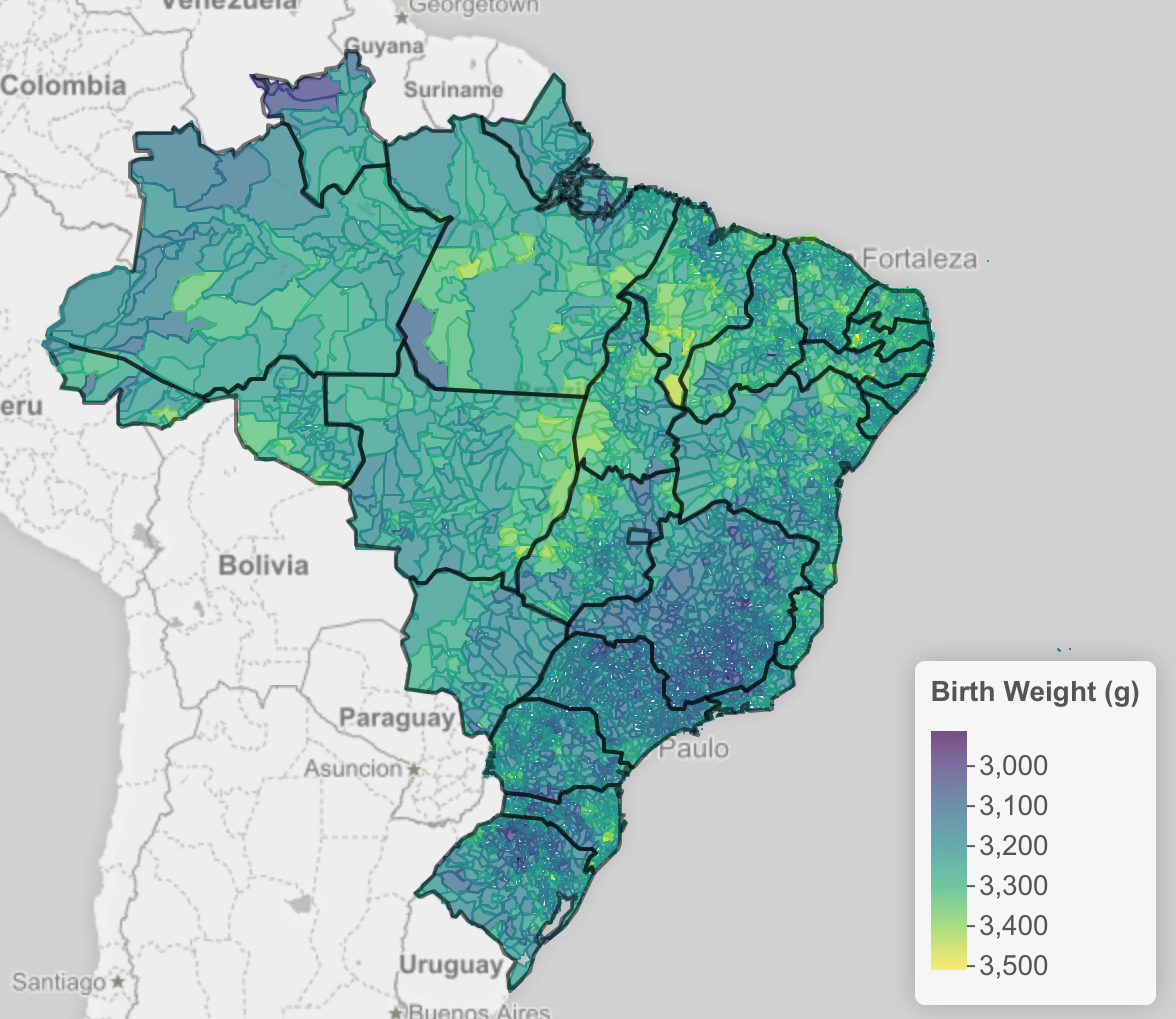 Venezuela
Georgetown
Guyana
Colombia
Suriname
Fortaleza
Brazil
eru
Bolivia
Paraguay
Paulo
Asuncion
Uruguay
Santiago
Buenos Aires
Birth Weight (g)
3,000
3,100
3,200
3,300
3,400
3,500